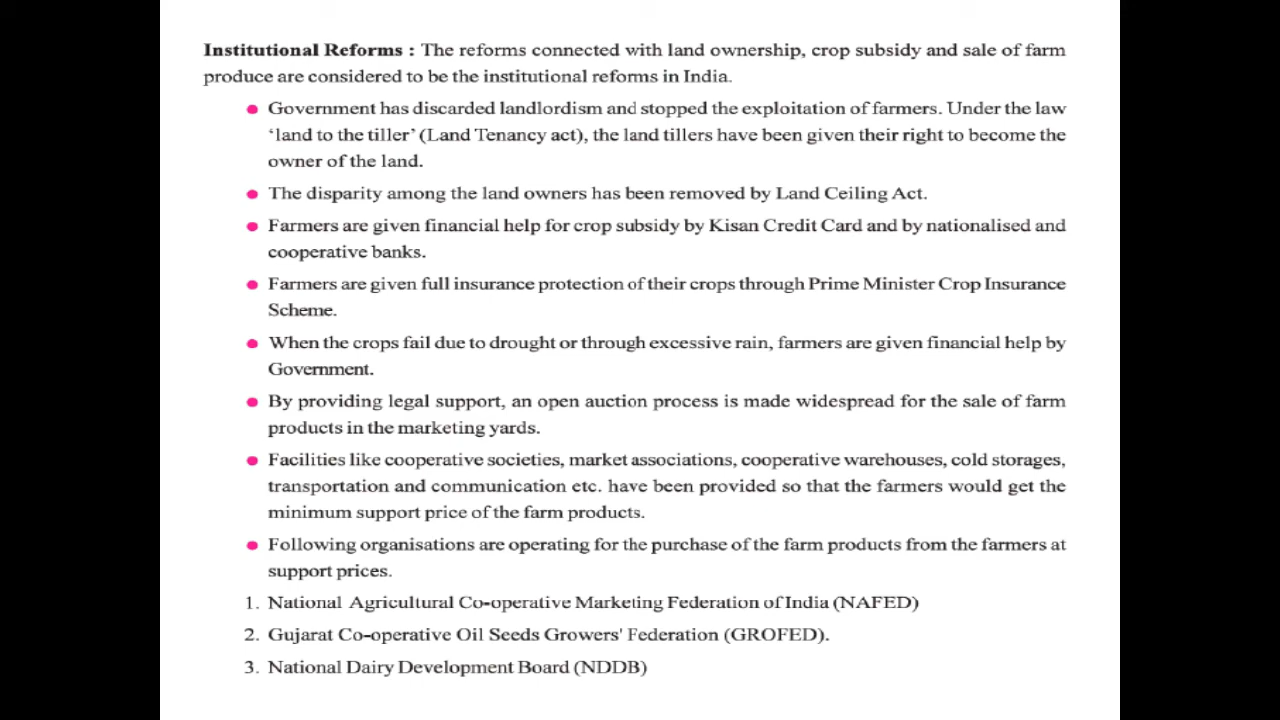 Institutional Reforms : The reforms connected with land ownership, crop subsidy and sale of farm
produce are considered to be the institutional reforms in India.
● Government has discarded landlordism and stopped the exploitation of farmers. Under the law
‘land to the tiller’ (Land Tenancy act), the land tillers have been given their right to become the
owner of the land.
● The disparity among the land owners has been removed by Land Ceiling Act.
● Farmers are given financial help for crop subsidy by Kisan Credit Card and by nationalised and
cooperative banks.
● Farmers are given full insurance protection of their crops through Prime Minister Crop Insurance
Scheme.
● When the crops fail due to drought or through excessive rain, farmers are given financial help by
Government.
● By providing legal support, an open auction process is made widespread for the sale of farm
products in the marketing yards.
● Facilities like cooperative societies, market associations, cooperative warehouses, cold storages,
transportation and communication etc. have been provided so that the farmers would get the
minimum support price of the farm products.
● Following organisations are operating for the purchase of the farm products from the farmers at
support prices.
1. National Agricultural Co-operative Marketing Federation of India (NAFED)
2. Gujarat Co-operative Oil Seeds Growers' Federation (GROFED).
3. National Dairy Development Board (NDDB)